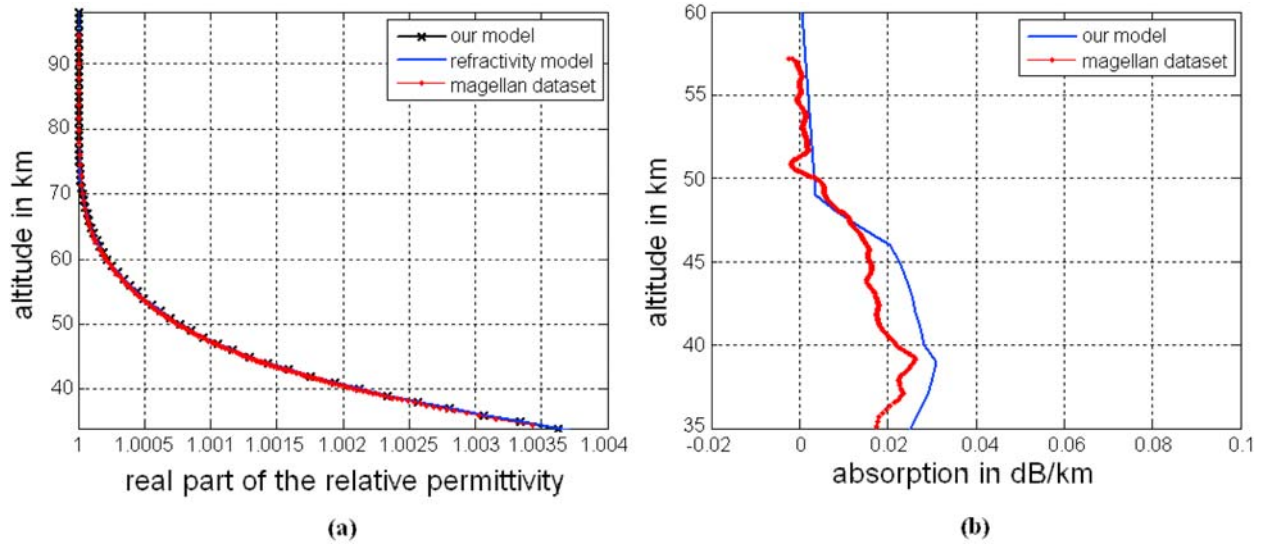 our model
refractivity model
magellan dataset
90
80
70
60
50
40
altitude in km
1 1.0005 1.001 1.0015 1.002 1.0025 1.003 1.0035 1.004
real part of the relative permittivity
(a)
our model
magellan dataset
60
55
50
45
40
35
altitude in km
-0.02 0 0.02 0.04 0.06 0.08 0.1
absorption in dB/km
(b)